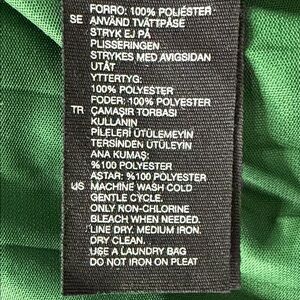 FORRO: 100% POLIÉSTER
SE ANVÄND TVÄTTPÅSE
STRYK EJ PÅ
PLISSERINGEN
STRYKES MED AVIGSIDAN
UTÅT
YTTERTYG:
100% POLYESTER
FODER: 100% POLYESTER
TR ÇAMAŞIR TORBASI
KULLANIN
PİLELERİ ÜTÜLEMEYİN
TERSİNDEN ÜTÜLEYİN
ANA KUMAŞ:
%100 POLYESTER
ASTAR: %100 POLYESTER
US MACHINE WASH COLD
GENTLE CYCLE.
ONLY NON-CHLORINE
BLEACH WHEN NEEDED.
LINE DRY. MEDIUM IRON.
DRY CLEAN.
USE A LAUNDRY BAG
DO NOT IRON ON PLEAT